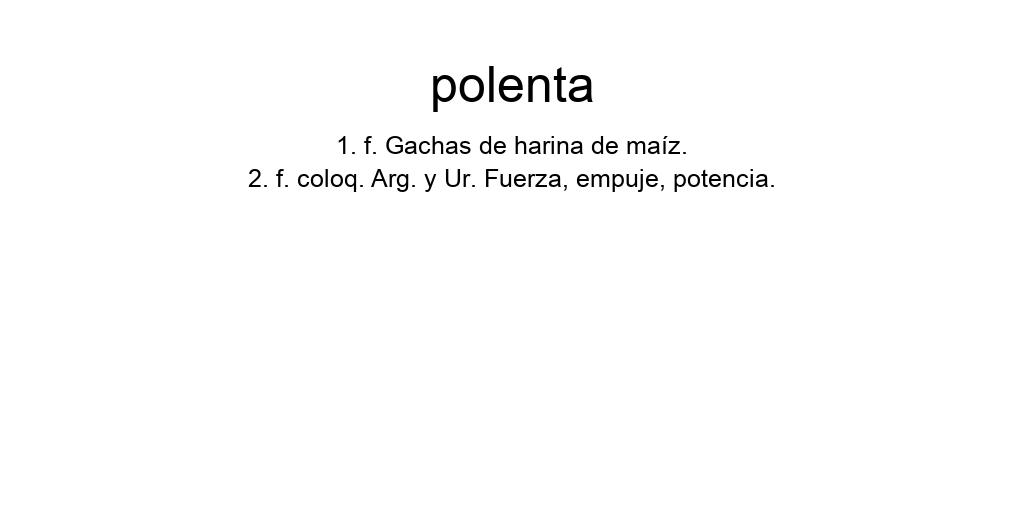 polenta
1. f. Gachas de harina de maíz.
2. f. coloq. Arg. y Ur. Fuerza, empuje, potencia.